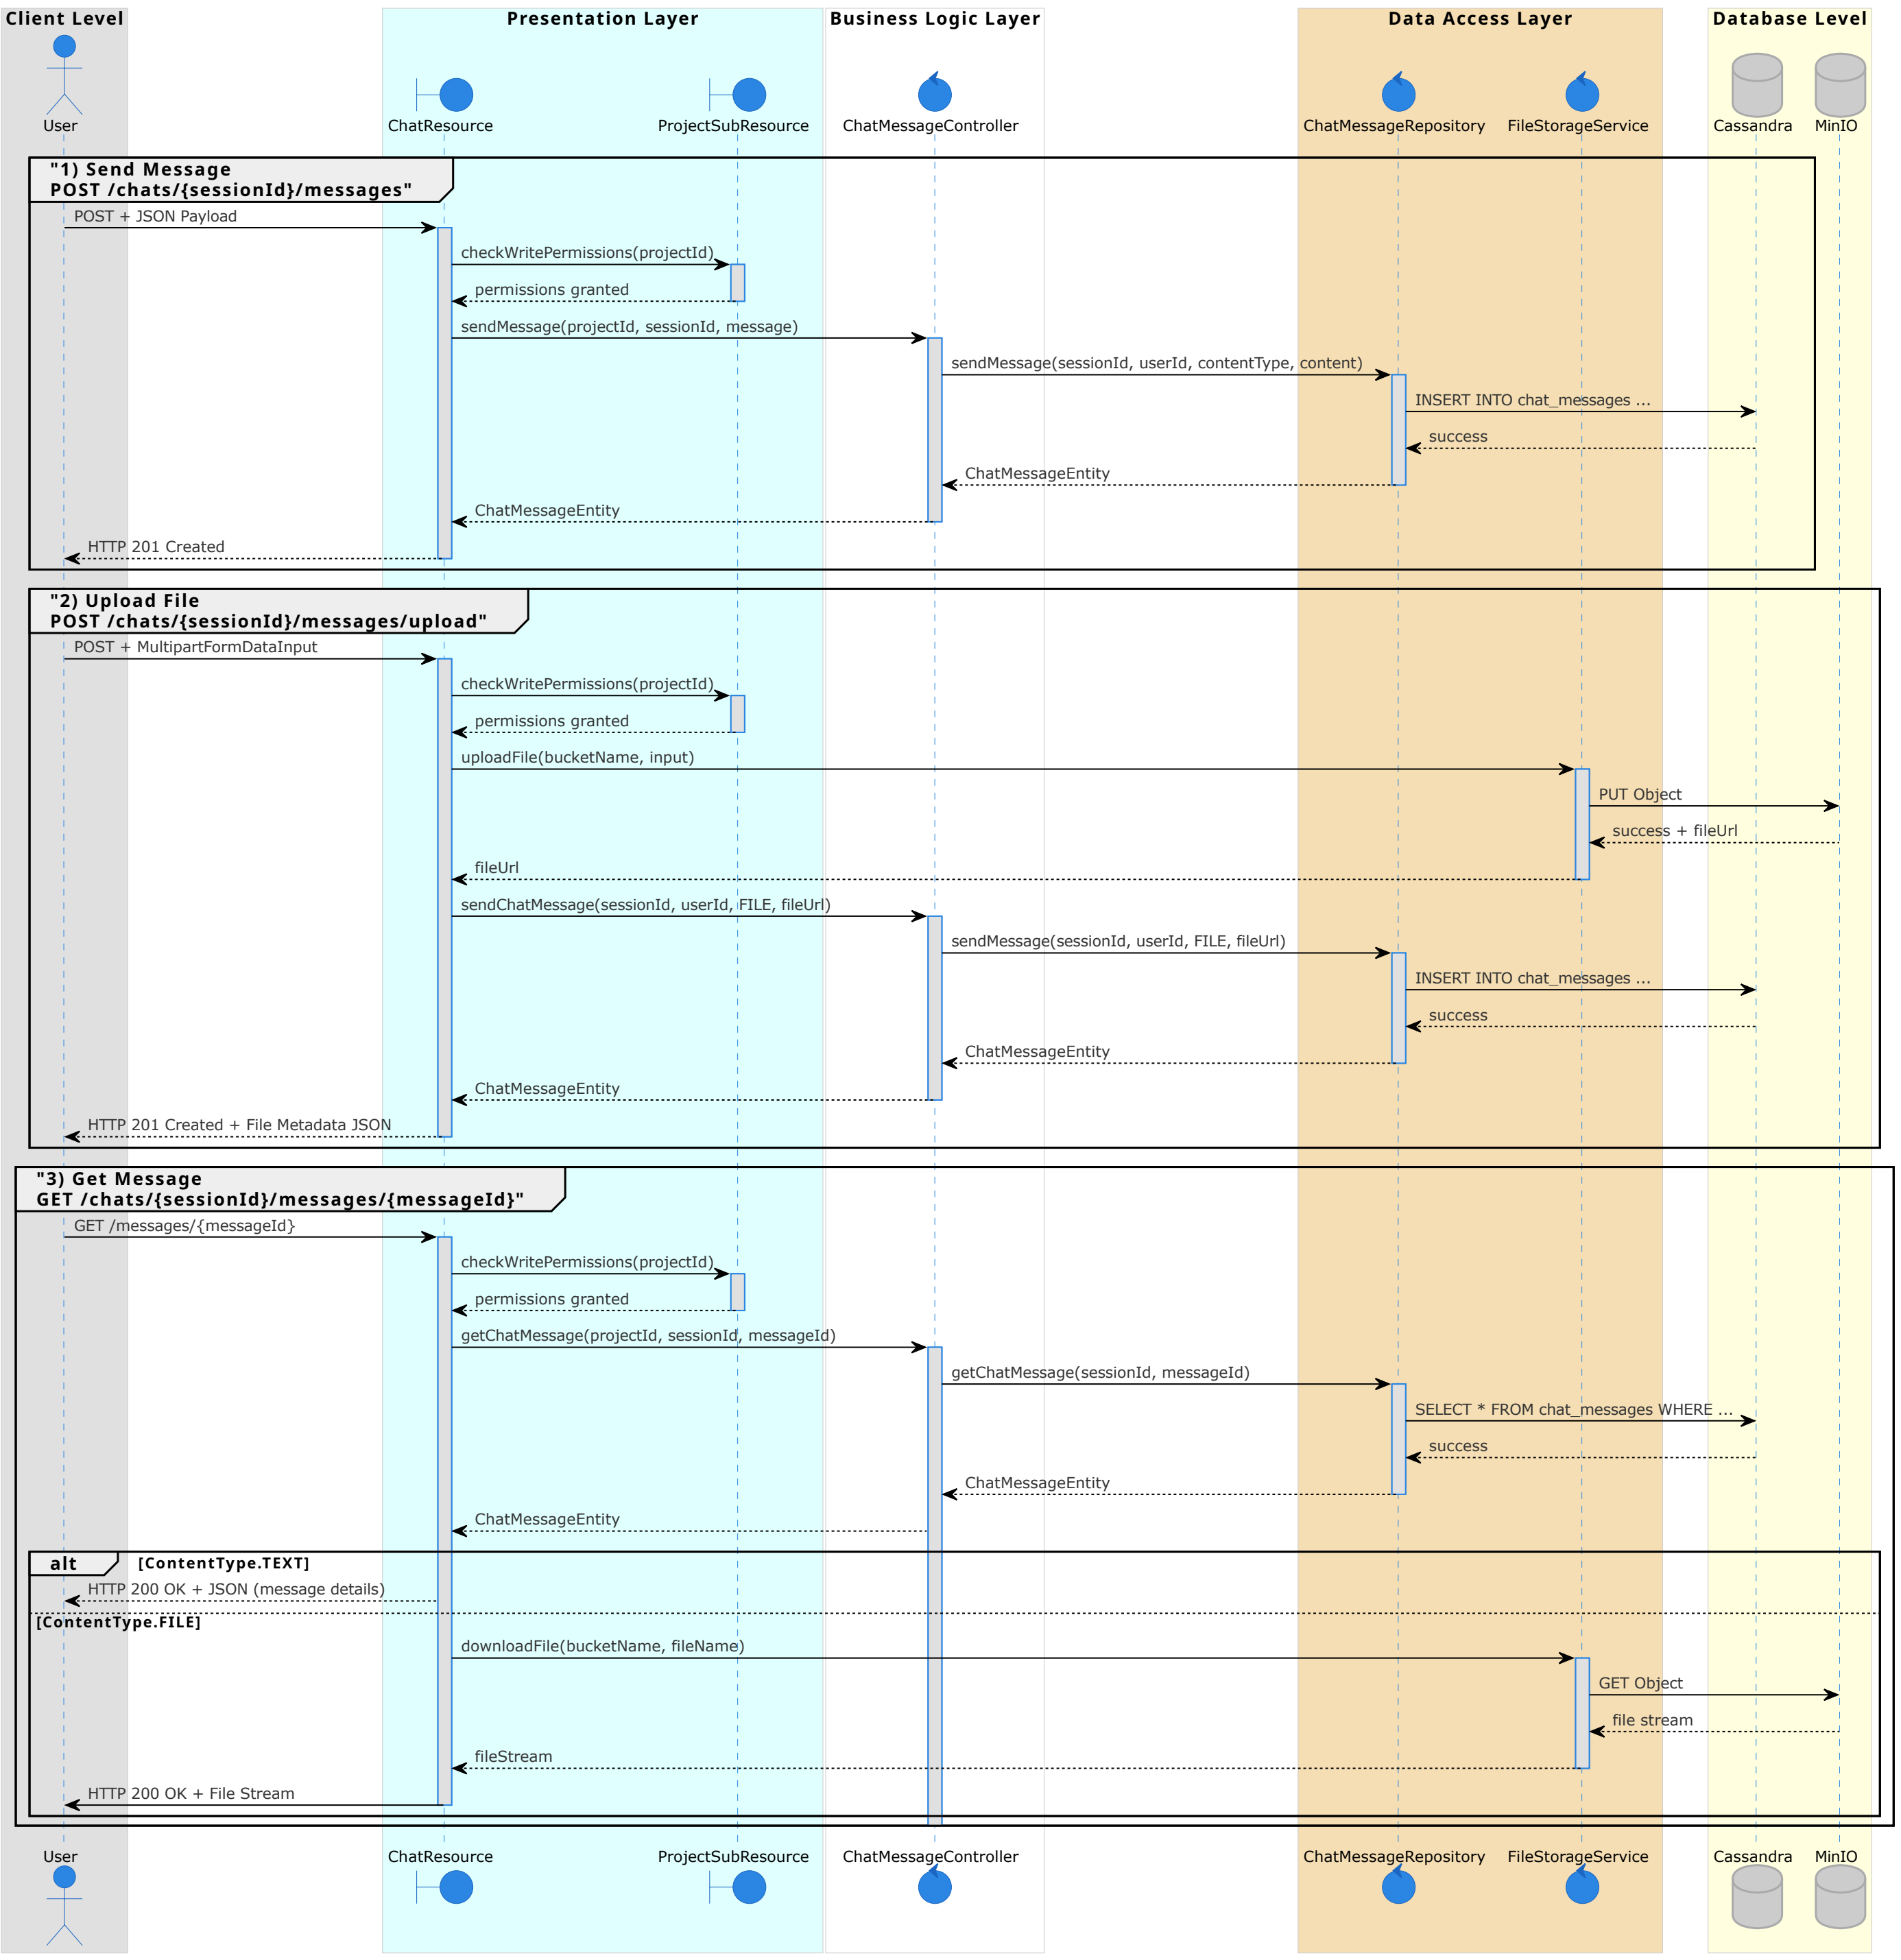 Client Level
Presentation Layer
Business Logic Layer
Data Access Layer
Database Level
User
ChatResource
ProjectSubResource
ChatMessageController
ChatMessageRepository
FileStorageService
Cassandra
MinIO
"1) Send Message
POST /chats/{sessionId}/messages"
POST + JSON Payload
checkWritePermissions(projectId)
permissions granted
sendMessage(projectId, sessionId, message)
sendMessage(sessionId, userId, contentType, content)
INSERT INTO chat_messages ...
success
ChatMessageEntity
ChatMessageEntity
HTTP 201 Created
"2) Upload File
POST /chats/{sessionId}/messages/upload"
POST + MultipartFormDataInput
checkWritePermissions(projectId)
permissions granted
uploadFile(bucketName, input)
PUT Object
success + fileUrl
fileUrl
sendChatMessage(sessionId, userId, FILE, fileUrl)
sendMessage(sessionId, userId, FILE, fileUrl)
INSERT INTO chat_messages ...
success
ChatMessageEntity
ChatMessageEntity
HTTP 201 Created + File Metadata JSON
"3) Get Message
GET /chats/{sessionId}/messages/{messageId}"
GET /messages/{messageId}
checkWritePermissions(projectId)
permissions granted
getChatMessage(projectId, sessionId, messageId)
getChatMessage(sessionId, messageId)
SELECT * FROM chat_messages WHERE ...
success
ChatMessageEntity
ChatMessageEntity
alt [ContentType.TEXT]
HTTP 200 OK + JSON (message details)
[ContentType.FILE]
downloadFile(bucketName, fileName)
GET Object
file stream
fileStream
HTTP 200 OK + File Stream
User
ChatResource
ProjectSubResource
ChatMessageController
ChatMessageRepository
FileStorageService
Cassandra
MinIO